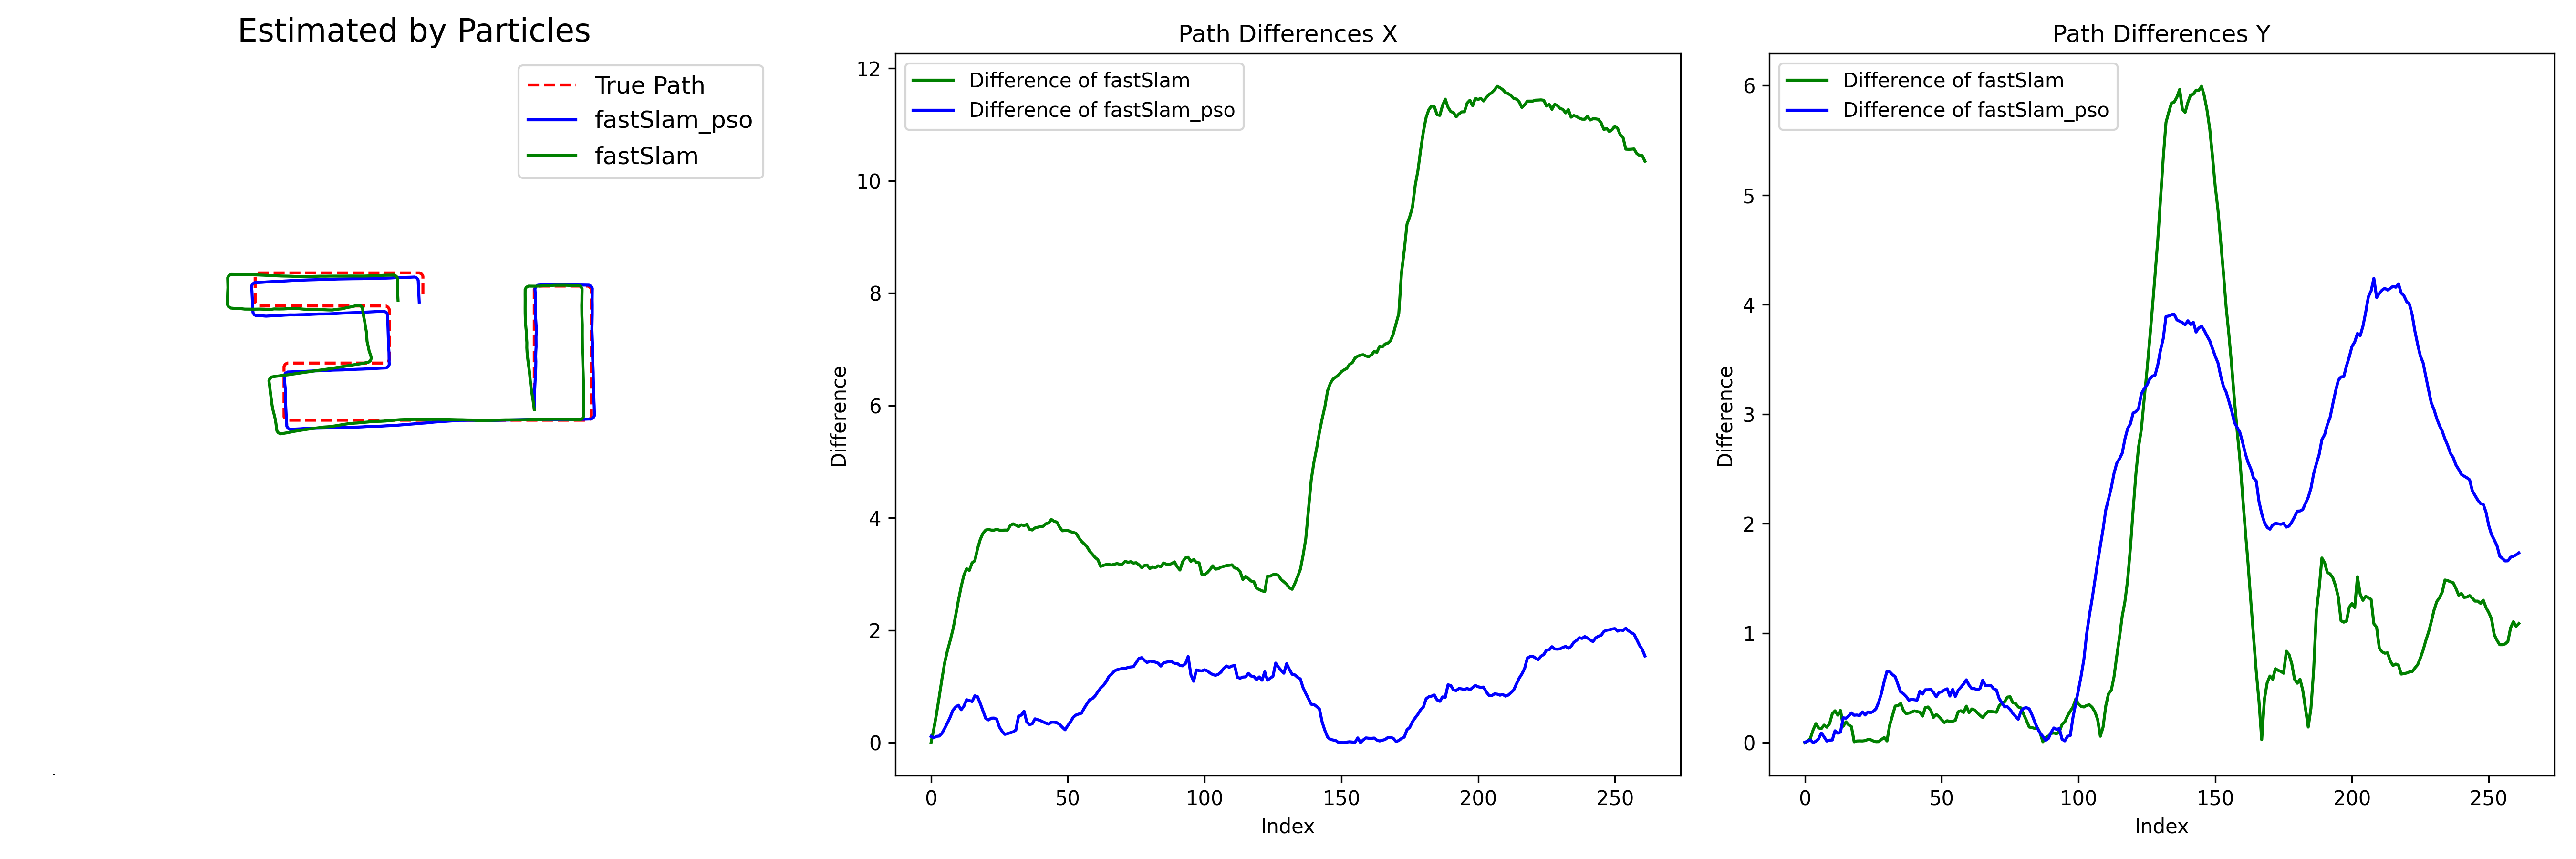 Estimated by Particles
True Path
fastSlam_pso
fastSlam
Path Differences X
Difference of fastSlam
Difference of fastSlam_pso
12
10
8
6
4
2
0
Difference
0 50 100 150 200 250
Index
Path Differences Y
Difference of fastSlam
Difference of fastSlam_pso
6
5
4
3
2
1
0
Difference
0 50 100 150 200 250
Index